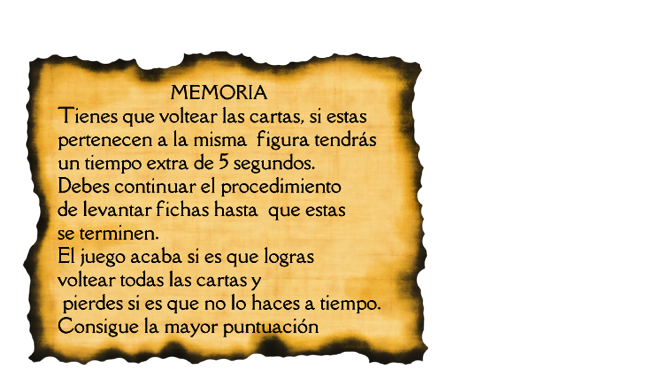 MEMORIA
Tienes que voltear las cartas, si estas
pertenecen a la misma figura tendrás
un tiempo extra de 5 segundos.
Debes continuar el procedimiento
de levantar fichas hasta que estas
se terminen.
El juego acaba si es que logras
voltear todas las cartas y
pierdes si es que no lo haces a tiempo.
Consigue la mayor puntuación